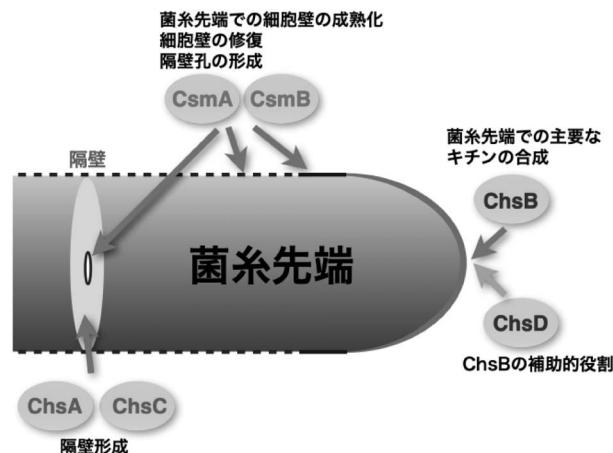 菌糸先端での細胞壁の成熟化
細胞壁の修復
隔壁孔の形成
CsmA CsmB
隔壁
菌糸先端での主要な
キチンの合成
ChsB
菌糸先端
ChsD
ChsBの補助的役割
ChsA ChsC
隔壁形成